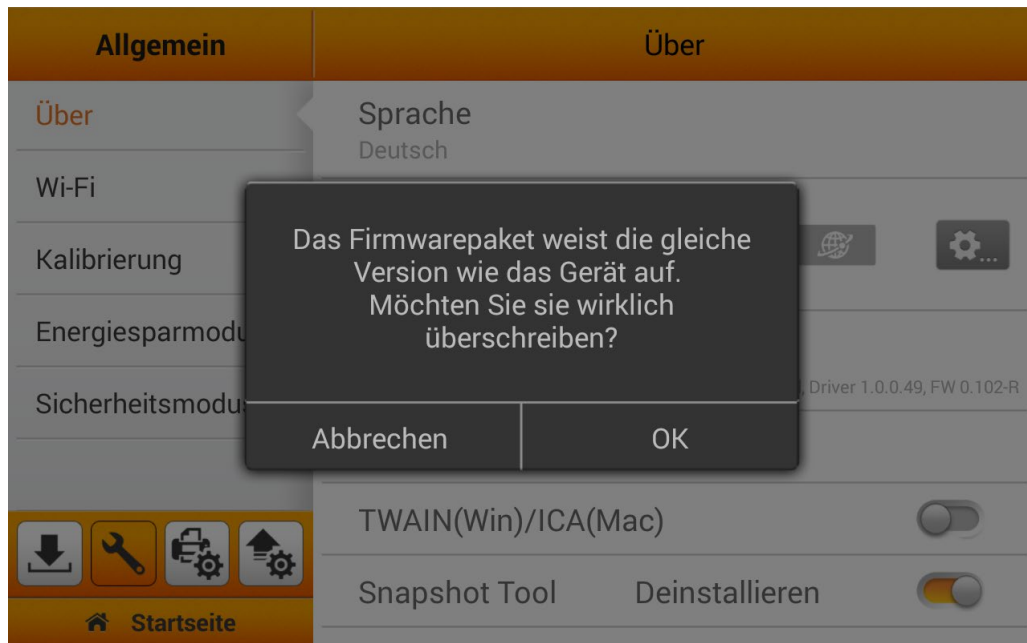 Allgemein
Über
Über
Sprache
Deutsch
Wi-Fi
Kalibrierung
Energiesparmodu
Sicherheitsmodu
Das Firmwarepaket weist die gleiche
Version wie das Gerät auf.
Möchten Sie sie wirklich
überschreiben?
Abbrechen
OK
...
, Driver 1.0.0.49, FW 0.102-R
TWAIN(Win)/ICA(Mac)
Snapshot Tool Deinstallieren
Startseite